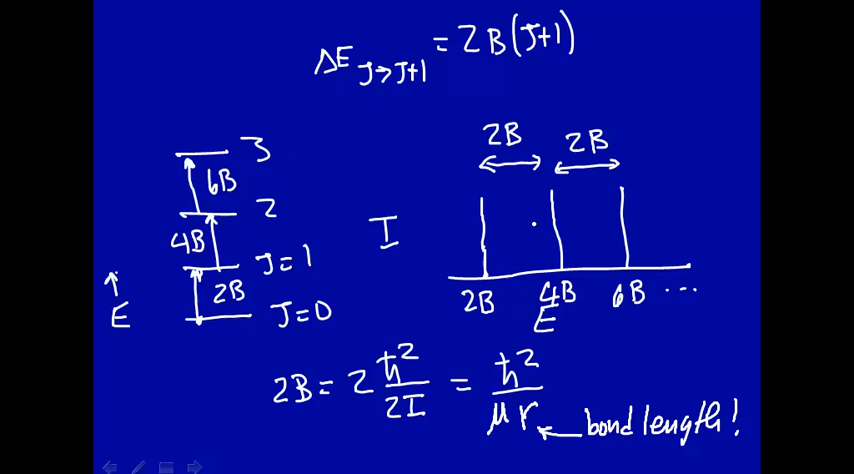 ΔE J→J+1 = 2B(J+1)
2B 2B
3
6B
2
4B
I
J=1
2B
J=0
E
2B 4B 6B ...
E
2B = 2 ħ²/2I = ħ²/μr ← bond length!